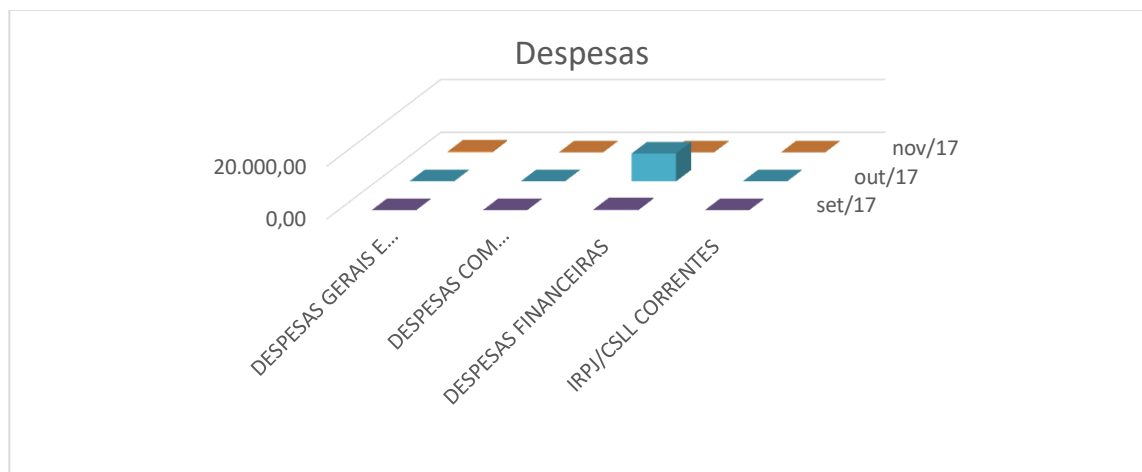 Despesas
20.000,00
0,00
nov/17
out/17
set/17
DESPESAS GERAIS E...
DESPESAS COM...
DESPESAS FINANCEIRAS
IRPJ/CSLL CORRENTES